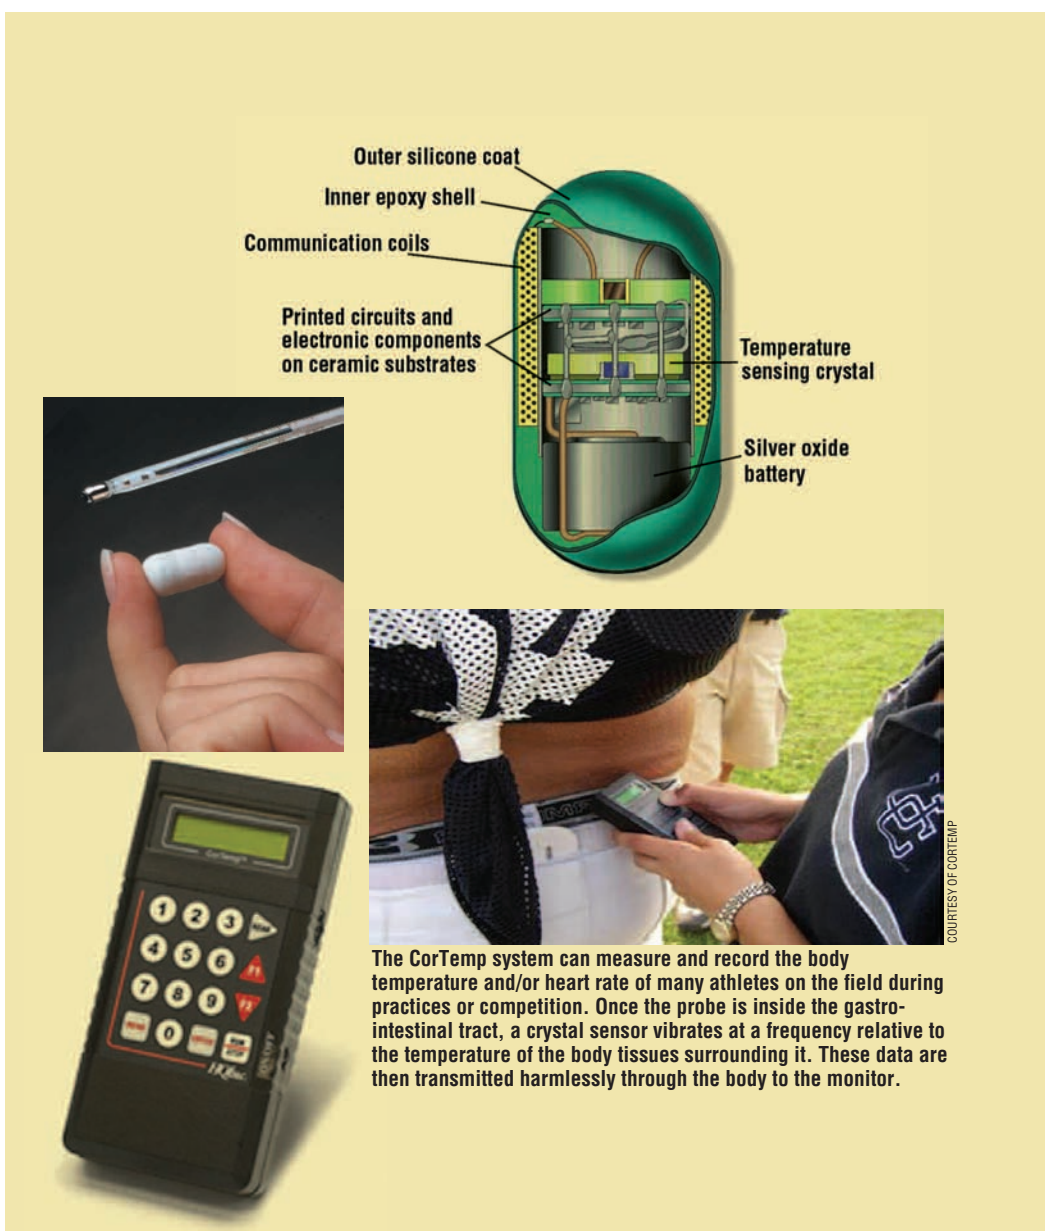 Outer silicone coat
Inner epoxy shell
Communication coils
Printed circuits and
electronic components
on ceramic substrates
Temperature
sensing crystal
Silver oxide
battery
CorTemp™
1 2 3
4 5 6 F1
7 8 9 F2
0
HQ Inc.
ON/OFF
COURTESY OF CORTEMP
The CorTemp system can measure and record the body
temperature and/or heart rate of many athletes on the field during
practices or competition. Once the probe is inside the gastro-
intestinal tract, a crystal sensor vibrates at a frequency relative to
the temperature of the body tissues surrounding it. These data are
then transmitted harmlessly through the body to the monitor.